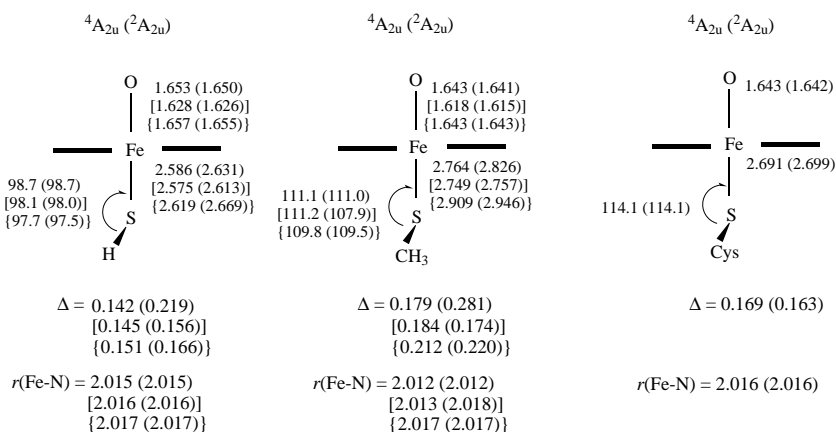 ⁴A₂ᵤ (²A₂ᵤ)
O
1.653 (1.650)
[1.628 (1.626)]
{1.657 (1.655)}
Fe
2.586 (2.631)
[2.575 (2.613)]
{2.619 (2.669)}
98.7 (98.7)
[98.1 (98.0)]
{97.7 (97.5)}
S
H
Δ = 0.142 (0.219)
[0.145 (0.156)]
{0.151 (0.166)}
r(Fe-N) = 2.015 (2.015)
[2.016 (2.016)]
{2.017 (2.017)}
⁴A₂ᵤ (²A₂ᵤ)
O
1.643 (1.641)
[1.618 (1.615)]
{1.643 (1.643)}
Fe
2.764 (2.826)
[2.749 (2.757)]
{2.909 (2.946)}
111.1 (111.0)
[111.2 (107.9)]
{109.8 (109.5)}
S
CH₃
Δ = 0.179 (0.281)
[0.184 (0.174)]
{0.212 (0.220)}
r(Fe-N) = 2.012 (2.012)
[2.013 (2.018)]
{2.017 (2.017)}
⁴A₂ᵤ (²A₂ᵤ)
O
1.643 (1.642)
Fe
2.691 (2.699)
114.1 (114.1)
S
Cys
Δ = 0.169 (0.163)
r(Fe-N) = 2.016 (2.016)